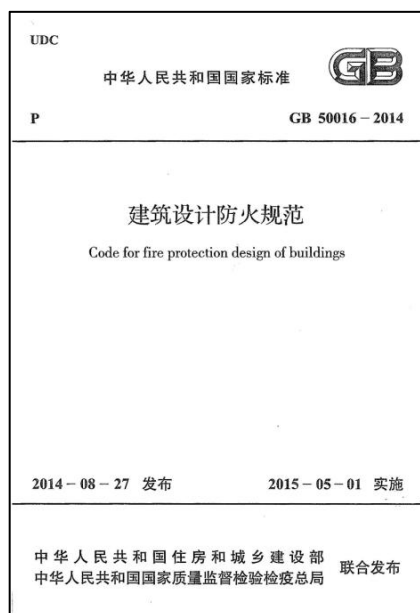 UDC
中华人民共和国国家标准
GB
P
GB 50016-2014
建筑设计防火规范
Code for fire protection design of buildings
2014-08-27 发布
2015-05-01 实施
中华人民共和国住房和城乡建设部
中华人民共和国国家质量监督检验检疫总局
联合发布